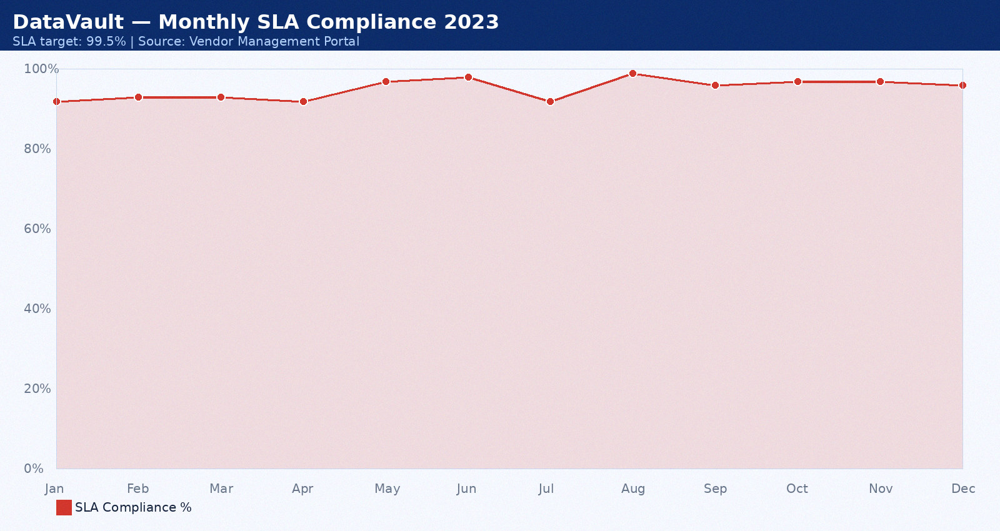 DataVault — Monthly SLA Compliance 2023
SLA target: 99.5% | Source: Vendor Management Portal
100%
80%
60%
40%
20%
0%
Jan Feb Mar Apr May Jun Jul Aug Sep Oct Nov Dec
SLA Compliance %